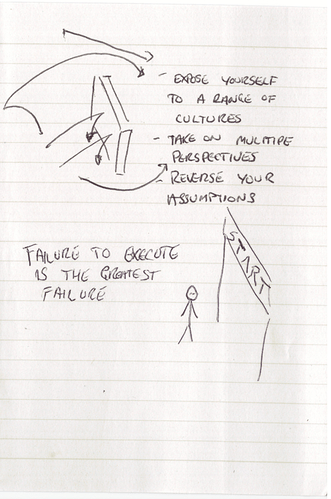 - EXPOSE YOURSELF
TO A RANGE OF
CULTURES
- TAKE ON MULTIPE
PERSPECTIVES
- REVERSE YOUR
ASSUMPTIONS
START
FAILURE TO EXECUTE
IS THE GREATEST
FAILURE